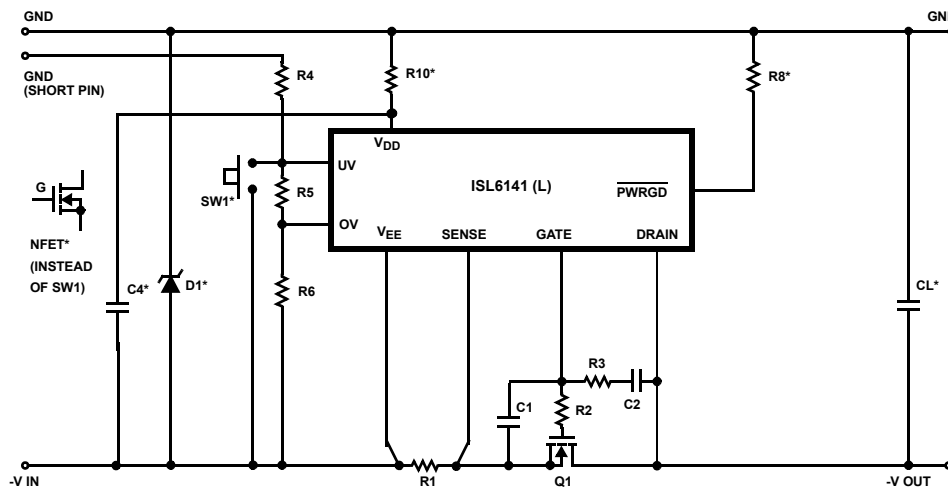 GND
GND
GND
(SHORT PIN)
R4
R10*
R8*
VDD
UV
ISL6141 (L)
PWRGD
G
SW1*
R5
OV
VEE
SENSE
GATE
DRAIN
NFET*
(INSTEAD
OF SW1)
C4*
D1*
R6
CL*
R3
C1
R2
C2
-V IN
R1
Q1
-V OUT